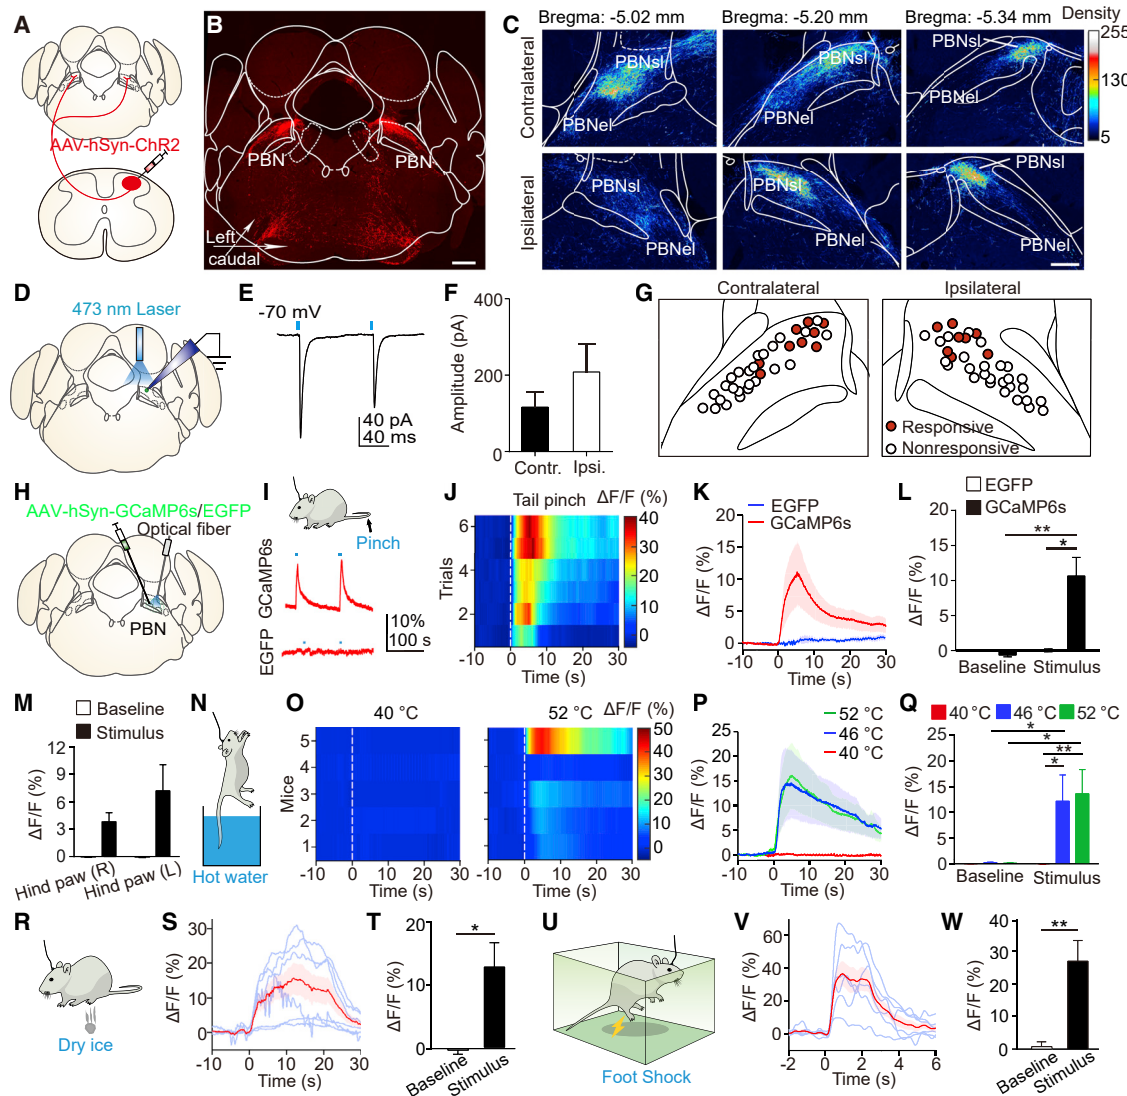 A
AAV-hSyn-ChR2
B
PBN
PBN
Left
caudal
C
Bregma: -5.02 mm
Bregma: -5.20 mm
Bregma: -5.34 mm
Density
255
130
5
Contralateral
PBNsl
PBNel
PBNsl
PBNel
PBNsl
PBNel
Ipsilateral
PBNsl
PBNel
PBNsl
PBNel
PBNsl
PBNel
D
473 nm Laser
E
-70 mV
40 pA
40 ms
F
Amplitude (pA)
400
200
0
Contr.
Ipsi.
G
Contralateral
Ipsilateral
Responsive
Nonresponsive
H
AAV-hSyn-GCaMP6s/EGFP
Optical fiber
PBN
I
Pinch
GCaMP6s
EGFP
10%
100 s
J
Tail pinch
ΔF/F (%)
Trials
6
4
2
-10
0
10
20
30
Time (s)
40
30
20
10
0
K
EGFP
GCaMP6s
ΔF/F (%)
20
15
10
5
0
-10
0
10
20
30
Time (s)
L
EGFP
GCaMP6s
**
*
ΔF/F (%)
20
15
10
5
0
Baseline
Stimulus
M
Baseline
Stimulus
ΔF/F (%)
12
9
6
3
0
Hind paw (R)
Hind paw (L)
N
Hot water
O
40 °C
52 °C
ΔF/F (%)
Mice
5
4
3
2
1
-10
0
10
20
30
Time (s)
-10
0
10
20
30
Time (s)
50
40
30
20
10
0
P
52 °C
46 °C
40 °C
ΔF/F (%)
25
20
15
10
5
0
-10
0
10
20
30
Time (s)
Q
40 °C
46 °C
52 °C
*
*
**
*
ΔF/F (%)
25
20
15
10
5
0
Baseline
Stimulus
R
Dry ice
S
ΔF/F (%)
30
20
10
0
-10
0
10
20
30
Time (s)
T
*
ΔF/F (%)
20
10
0
Baseline
Stimulus
U
Foot Shock
V
ΔF/F (%)
60
40
20
0
-2
0
2
4
6
Time (s)
W
**
ΔF/F (%)
40
30
20
10
0
Baseline
Stimulus